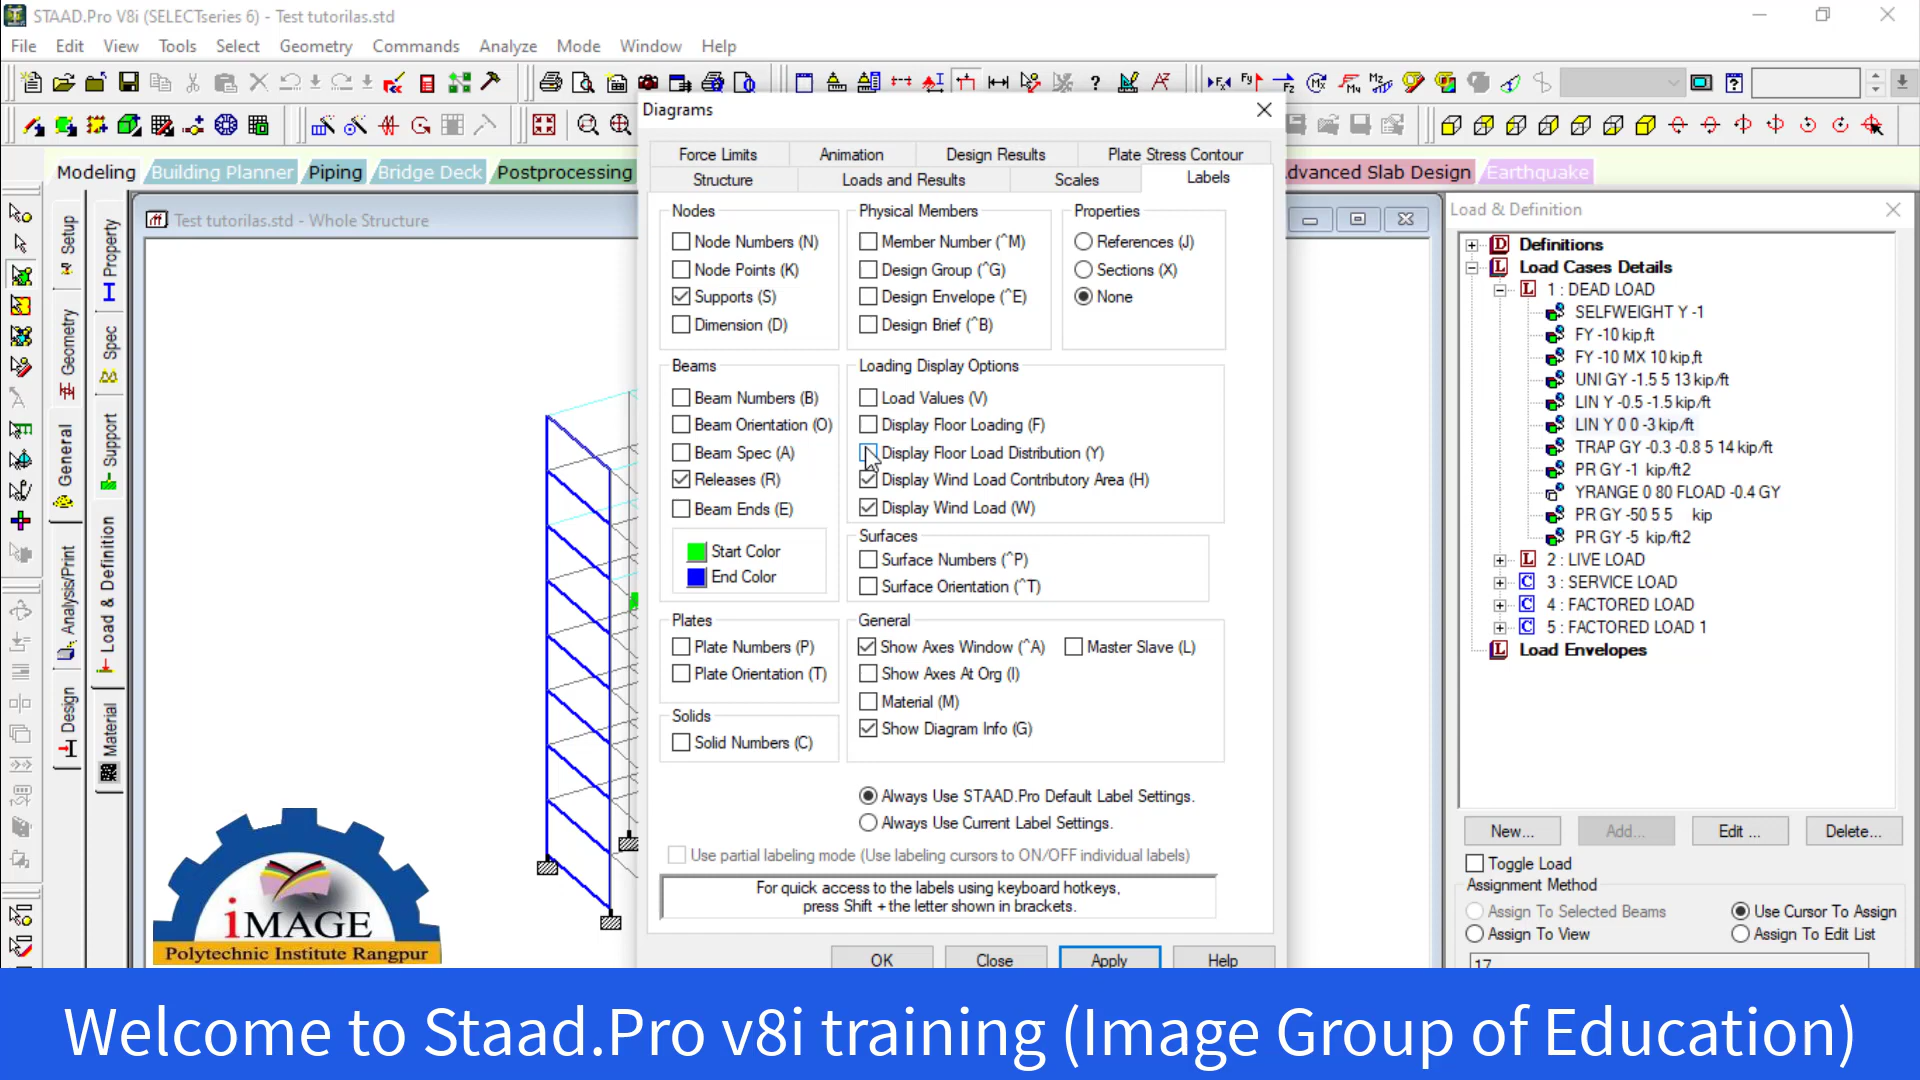 STAAD.Pro V8i (SELECTseries 6) - Test tutorilas.std
File Edit View Tools Select Geometry Commands Analyze Mode Window Help
Modeling Building Planner Piping Bridge Deck Postprocessing
dvanced Slab Design Earthquake
Setup
Geometry
General
Analysis/Print
Design
Property
Spec
Support
Load & Definition
Material
Test tutorilas.std - Whole Structure
Diagrams
Force Limits Animation Design Results Plate Stress Contour
Structure Loads and Results Scales Labels
Nodes
Node Numbers (N)
Node Points (K)
Supports (S)
Dimension (D)
Physical Members
Member Number (^M)
Design Group (^G)
Design Envelope (^E)
Design Brief (^B)
Properties
References (J)
Sections (X)
None
Beams
Beam Numbers (B)
Beam Orientation (O)
Beam Spec (A)
Releases (R)
Beam Ends (E)
Start Color
End Color
Loading Display Options
Load Values (V)
Display Floor Loading (F)
Display Floor Load Distribution (Y)
Display Wind Load Contributory Area (H)
Display Wind Load (W)
Surfaces
Surface Numbers (^P)
Surface Orientation (^T)
Plates
Plate Numbers (P)
Plate Orientation (T)
Solids
Solid Numbers (C)
General
Show Axes Window (^A) Master Slave (L)
Show Axes At Org (I)
Material (M)
Show Diagram Info (G)
Always Use STAAD.Pro Default Label Settings.
Always Use Current Label Settings.
Use partial labeling mode (Use labeling cursors to ON/OFF individual labels)
For quick access to the labels using keyboard hotkeys,
press Shift + the letter shown in brackets.
OK Close Apply Help
Load & Definition
Definitions
Load Cases Details
1 : DEAD LOAD
SELFWEIGHT Y -1
FY -10 kip,ft
FY -10 MX 10 kip,ft
UNI GY -1.5 5 13 kip/ft
LIN Y -0.5 -1.5 kip/ft
LIN Y 0 0 -3 kip/ft
TRAP GY -0.3 -0.8 5 14 kip/ft
PR GY -1 kip/ft2
YRANGE 0 80 FLOAD -0.4 GY
PR GY -50 5 5 kip
PR GY -5 kip/ft2
2 : LIVE LOAD
3 : SERVICE LOAD
4 : FACTORED LOAD
5 : FACTORED LOAD 1
Load Envelopes
New... Add... Edit ... Delete...
Toggle Load
Assignment Method
Assign To Selected Beams Use Cursor To Assign
Assign To View Assign To Edit List
17
iMAGE
Polytechnic Institute Rangpur
Welcome to Staad.Pro v8i training (Image Group of Education)